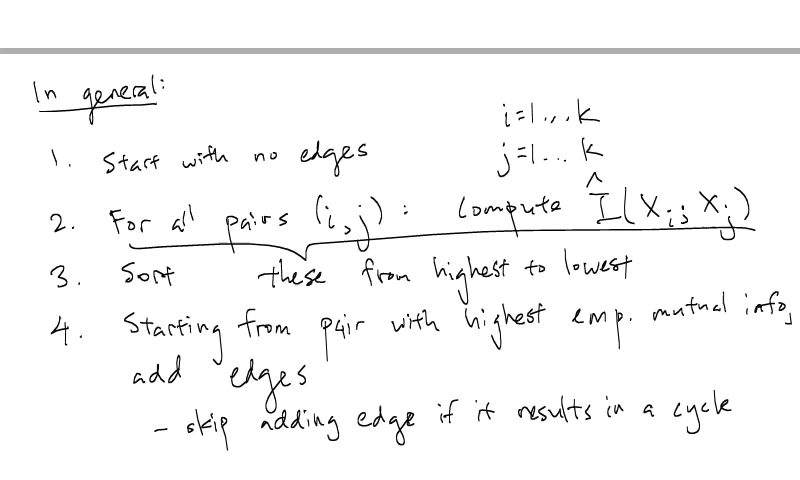 In general:
i=1...k
1. Start with no edges
j=1...k
2. For all pairs (i,j): compute Î(X_i; X_j)
3. Sort these from highest to lowest
4. Starting from pair with highest emp. mutual info,
add edges
- skip adding edge if it results in a cycle